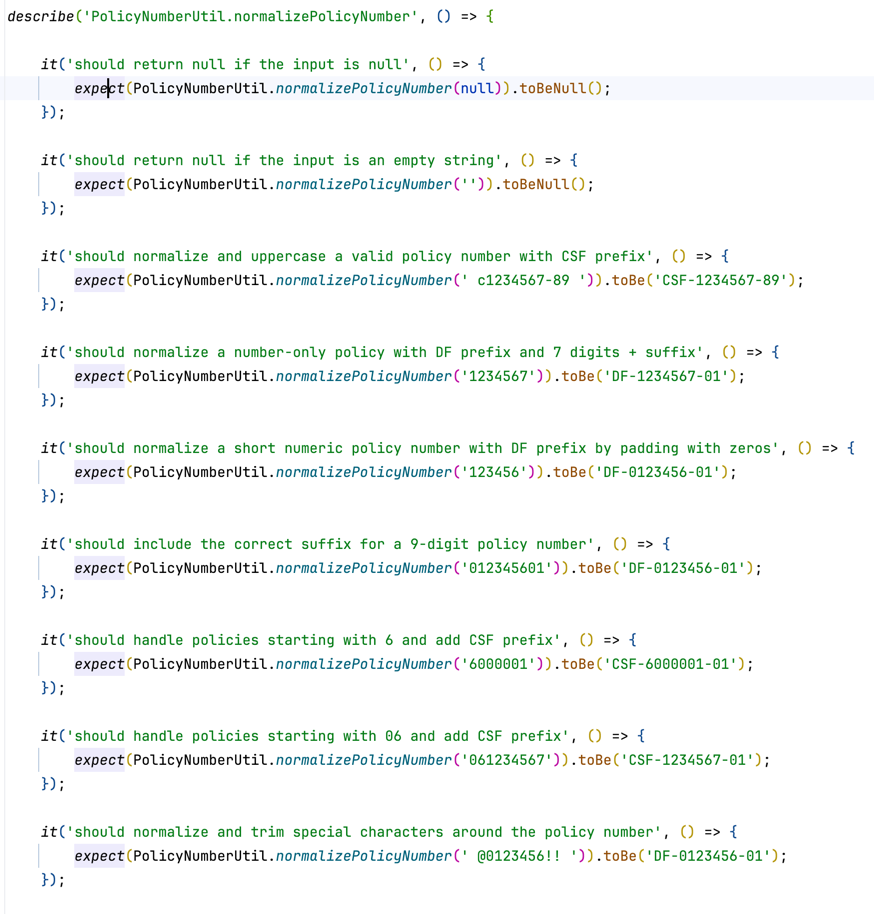 describe('PolicyNumberUtil.normalizePolicyNumber', () => {
it('should return null if the input is null', () => {
expect(PolicyNumberUtil.normalizePolicyNumber(null)).toBeNull();
});
it('should return null if the input is an empty string', () => {
expect(PolicyNumberUtil.normalizePolicyNumber('')).toBeNull();
});
it('should normalize and uppercase a valid policy number with CSF prefix', () => {
expect(PolicyNumberUtil.normalizePolicyNumber(' c1234567-89 ')).toBe('CSF-1234567-89');
});
it('should normalize a number-only policy with DF prefix and 7 digits + suffix', () => {
expect(PolicyNumberUtil.normalizePolicyNumber('1234567')).toBe('DF-1234567-01');
});
it('should normalize a short numeric policy number with DF prefix by padding with zeros', () => {
expect(PolicyNumberUtil.normalizePolicyNumber('123456')).toBe('DF-0123456-01');
});
it('should include the correct suffix for a 9-digit policy number', () => {
expect(PolicyNumberUtil.normalizePolicyNumber('012345601')).toBe('DF-0123456-01');
});
it('should handle policies starting with 6 and add CSF prefix', () => {
expect(PolicyNumberUtil.normalizePolicyNumber('6000001')).toBe('CSF-6000001-01');
});
it('should handle policies starting with 06 and add CSF prefix', () => {
expect(PolicyNumberUtil.normalizePolicyNumber('061234567')).toBe('CSF-1234567-01');
});
it('should normalize and trim special characters around the policy number', () => {
expect(PolicyNumberUtil.normalizePolicyNumber(' @0123456!! ')).toBe('DF-0123456-01');
});